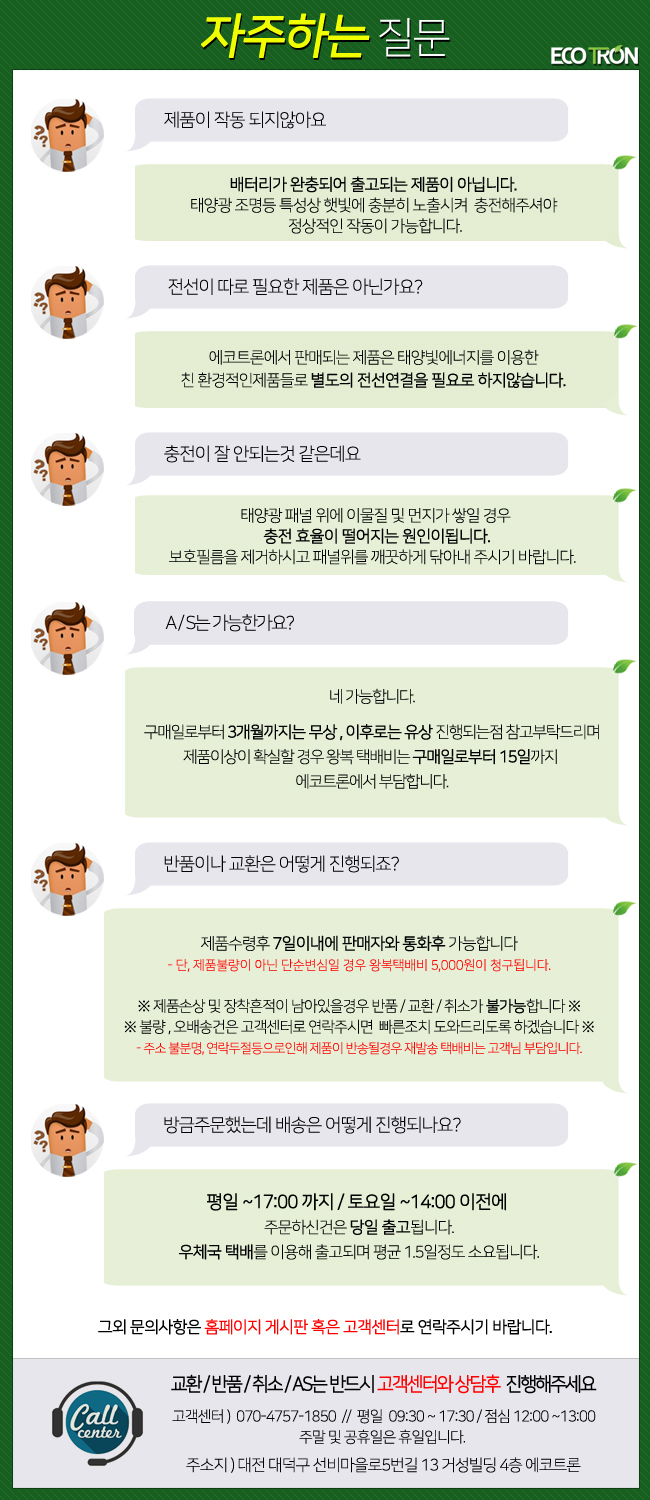 자주하는 질문
ECOTRON
제품이 작동 되지않아요
배터리가 완충되어 출고되는 제품이 아닙니다.
태양광 조명등 특성상 햇빛에 충분히 노출시켜 충전해주셔야
정상적인 작동이 가능합니다.
전선이 따로 필요한 제품은 아닌가요?
에코트론에서 판매되는 제품은 태양빛에너지를 이용한
친 환경적인제품들로 별도의 전선연결을 필요로 하지않습니다.
충전이 잘 안되는것 같은데요
태양광 패널 위에 이물질 및 먼지가 쌓일 경우
충전 효율이 떨어지는 원인이됩니다.
보호필름을 제거하시고 패널위를 깨끗하게 닦아내 주시기 바랍니다.
A/S는 가능한가요?
네 가능합니다.
구매일로부터 3개월까지는 무상 , 이후로는 유상 진행되는점 참고부탁드리며
제품이상이 확실할 경우 왕복 택배비는 구매일로부터 15일까지
에코트론에서 부담합니다.
반품이나 교환은 어떻게 진행되죠?
제품수령후 7일이내에 판매자와 통화후 가능합니다
- 단, 제품불량이 아닌 단순변심일 경우 왕복택배비 5,000원이 청구됩니다.
※ 제품손상 및 장착흔적이 남아있을경우 반품 / 교환 / 취소가 불가능합니다 ※
※ 불량 , 오배송건은 고객센터로 연락주시면 빠른조치 도와드리도록 하겠습니다 ※
- 주소 불분명, 연락두절등으로인해 제품이 반송될경우 재발송 택배비는 고객님 부담입니다.
방금주문했는데 배송은 어떻게 진행되나요?
평일 ~17:00 까지 / 토요일 ~14:00 이전에
주문하신건은 당일 출고됩니다.
우체국 택배를 이용해 출고되며 평균 1.5일정도 소요됩니다.
그외 문의사항은 홈페이지 게시판 혹은 고객센터로 연락주시기 바랍니다.
교환 / 반품 / 취소 / AS는 반드시 고객센터와 상담후 진행해주세요
Call center
고객센터 ) 070-4757-1850 // 평일 09:30 ~ 17:30 / 점심 12:00 ~13:00
주말 및 공휴일은 휴일입니다.
주소지 ) 대전 대덕구 선비마을로5번길 13 거성빌딩 4층 에코트론